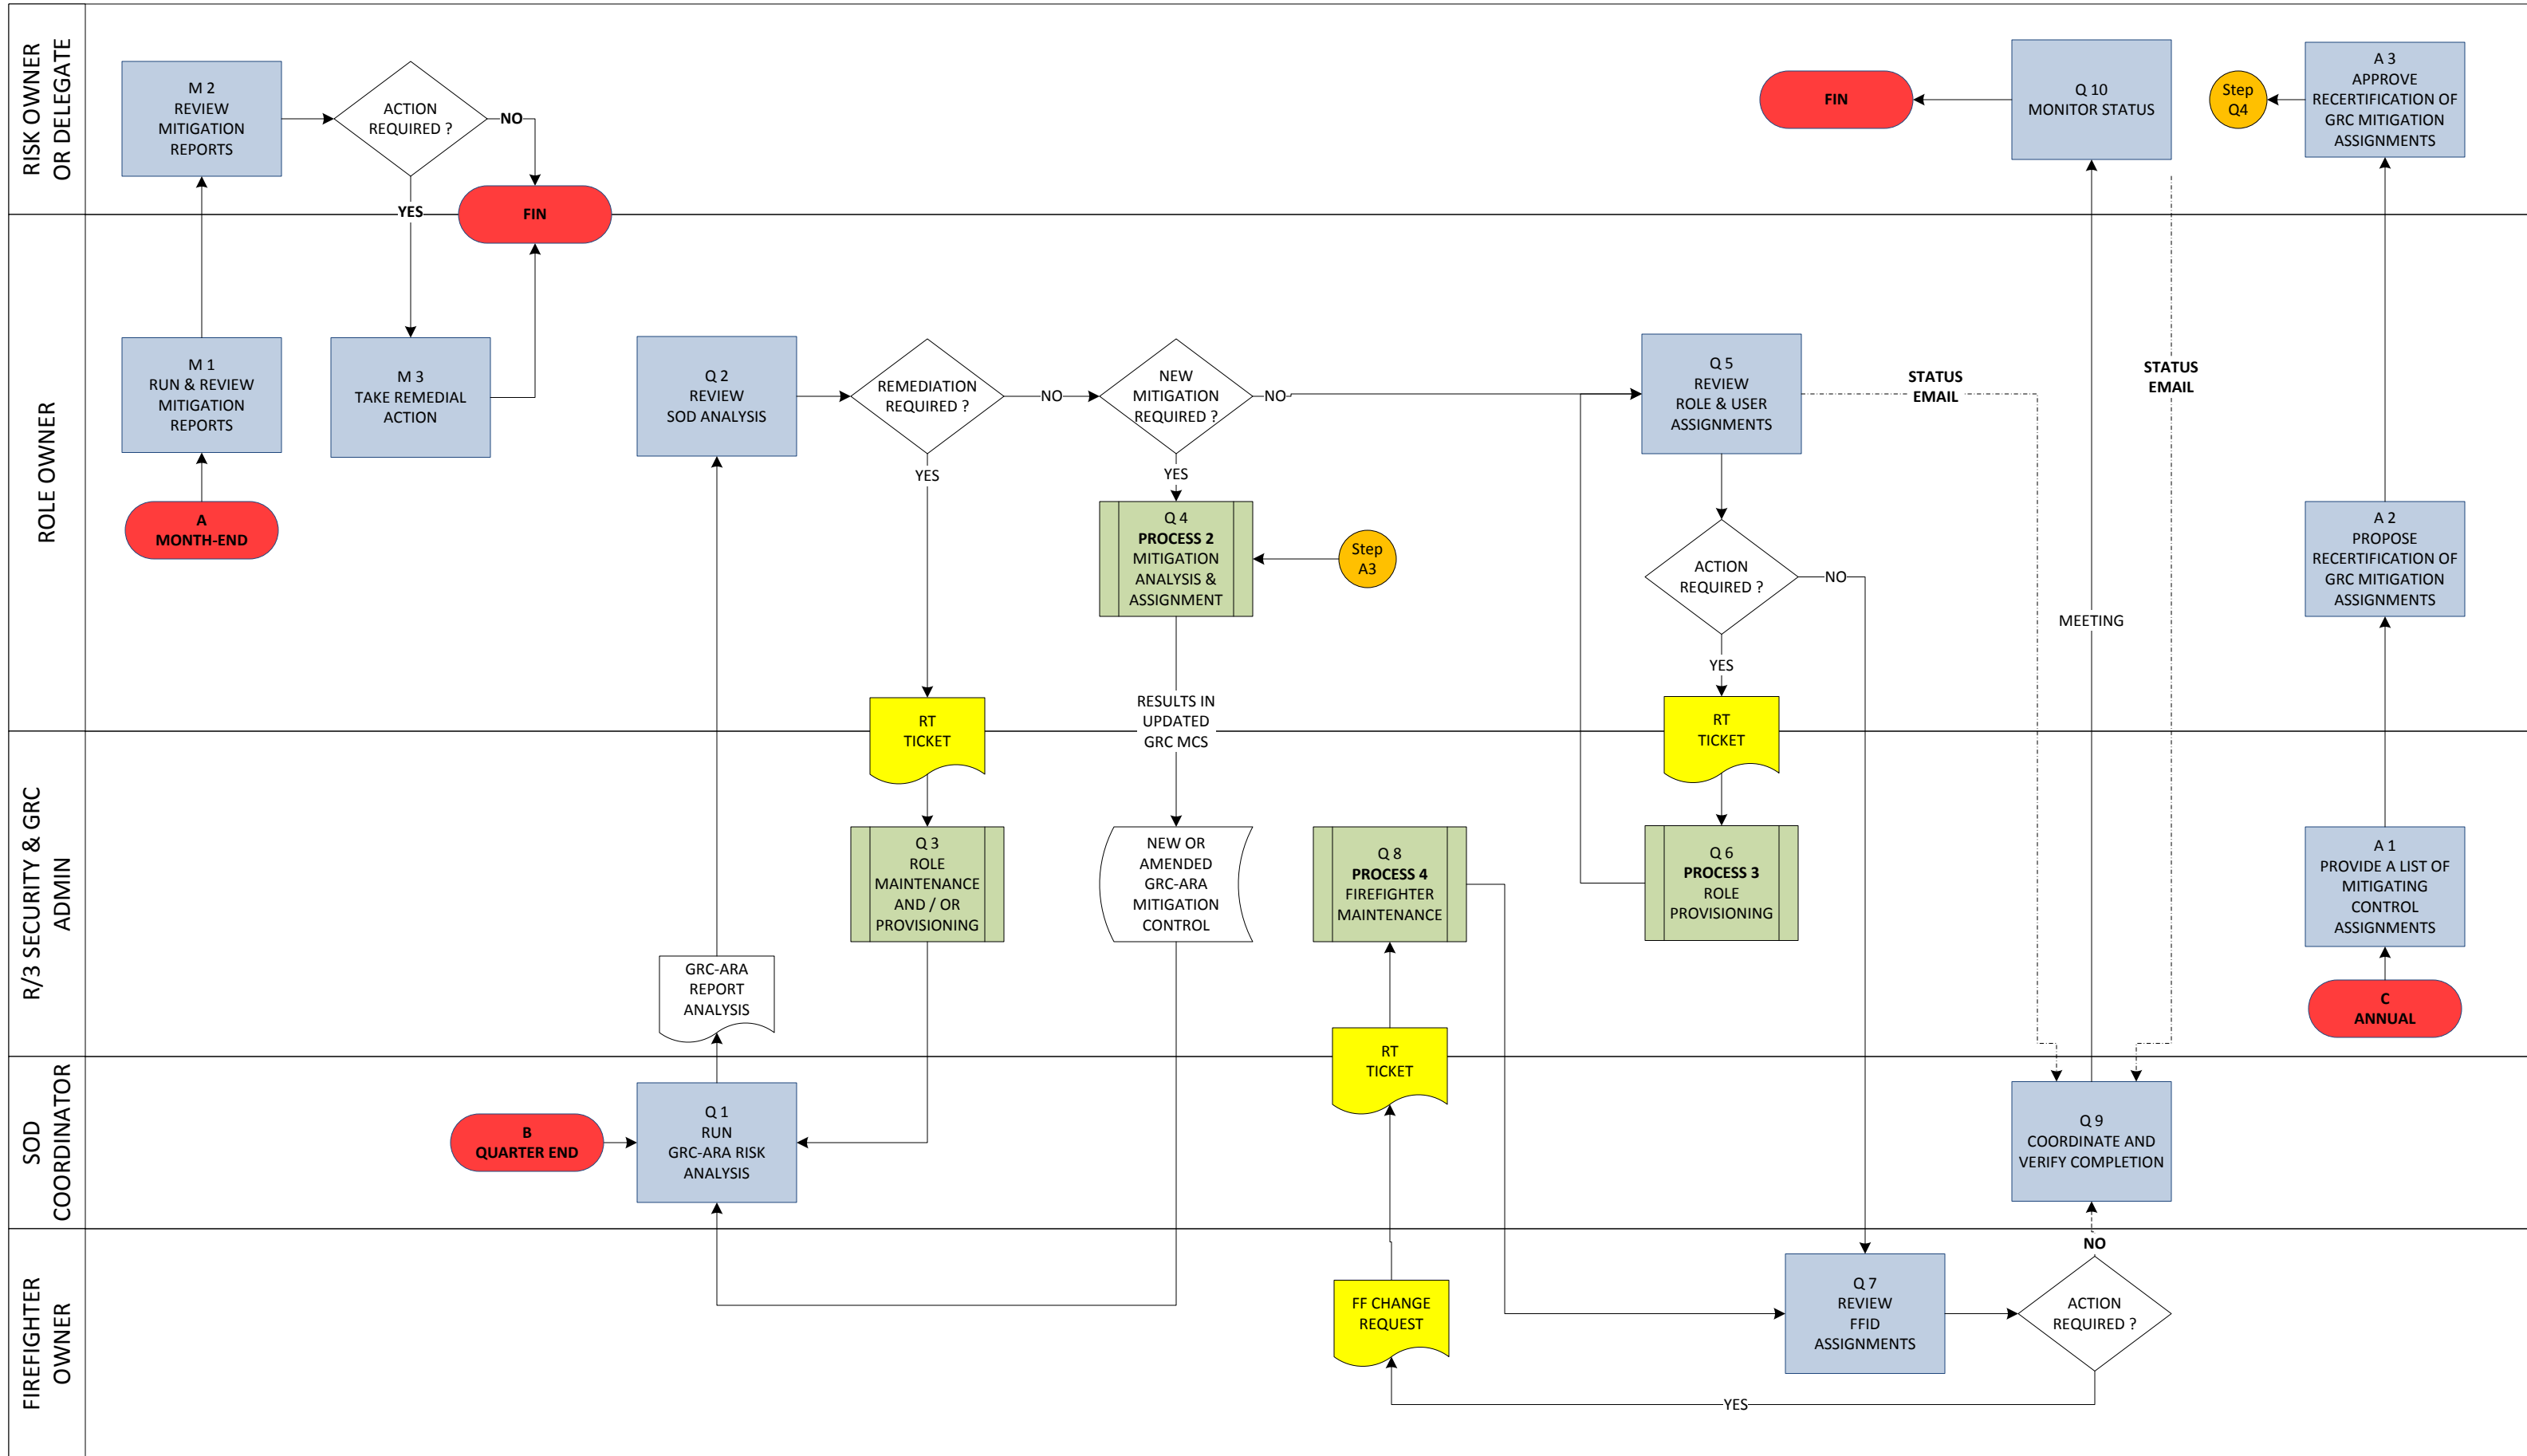 RISK OWNER
OR DELEGATE
M 2
REVIEW
MITIGATION
REPORTS
ACTION
REQUIRED ?
NO
YES
FIN
FIN
Q 10
MONITOR STATUS
Step
Q4
A 3
APPROVE
RECERTIFICATION OF
GRC MITIGATION
ASSIGNMENTS
ROLE OWNER
M 1
RUN & REVIEW
MITIGATION
REPORTS
A
MONTH-END
M 3
TAKE REMEDIAL
ACTION
Q 2
REVIEW
SOD ANALYSIS
REMEDIATION
REQUIRED ?
NO
YES
NEW
MITIGATION
REQUIRED ?
NO
YES
Q 4
PROCESS 2
MITIGATION
ANALYSIS &
ASSIGNMENT
Step
A3
Q 5
REVIEW
ROLE & USER
ASSIGNMENTS
STATUS
EMAIL
STATUS
EMAIL
ACTION
REQUIRED ?
NO
YES
MEETING
A 2
PROPOSE
RECERTIFICATION OF
GRC MITIGATION
ASSIGNMENTS
RT
TICKET
RESULTS IN
UPDATED
GRC MCS
RT
TICKET
R/3 SECURITY & GRC
ADMIN
GRC-ARA
REPORT
ANALYSIS
Q 3
ROLE
MAINTENANCE
AND / OR
PROVISIONING
NEW OR
AMENDED
GRC-ARA
MITIGATION
CONTROL
Q 8
PROCESS 4
FIREFIGHTER
MAINTENANCE
Q 6
PROCESS 3
ROLE
PROVISIONING
A 1
PROVIDE A LIST OF
MITIGATING
CONTROL
ASSIGNMENTS
C
ANNUAL
RT
TICKET
SOD
COORDINATOR
B
QUARTER END
Q 1
RUN
GRC-ARA RISK
ANALYSIS
Q 9
COORDINATE AND
VERIFY COMPLETION
FIREFIGHTER
OWNER
FF CHANGE
REQUEST
Q 7
REVIEW
FFID
ASSIGNMENTS
NO
ACTION
REQUIRED ?
YES